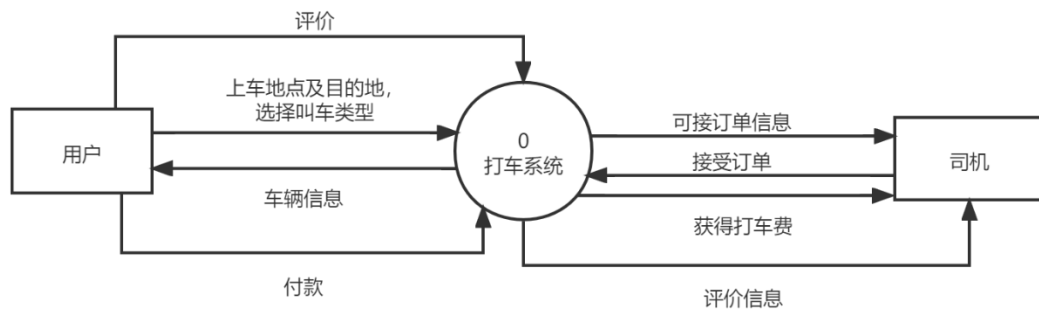 评价
上车地点及目的地,
选择叫车类型
用户
车辆信息
付款
0
打车系统
可接订单信息
接受订单
获得打车费
评价信息
司机